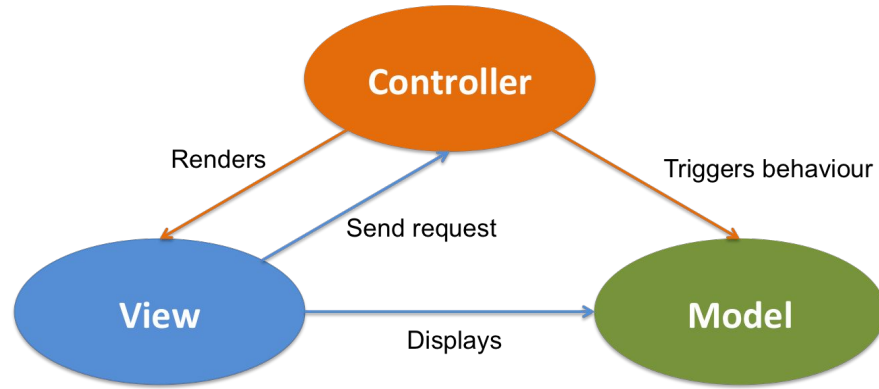 Controller
Renders
Triggers behaviour
Send request
View
Model
Displays